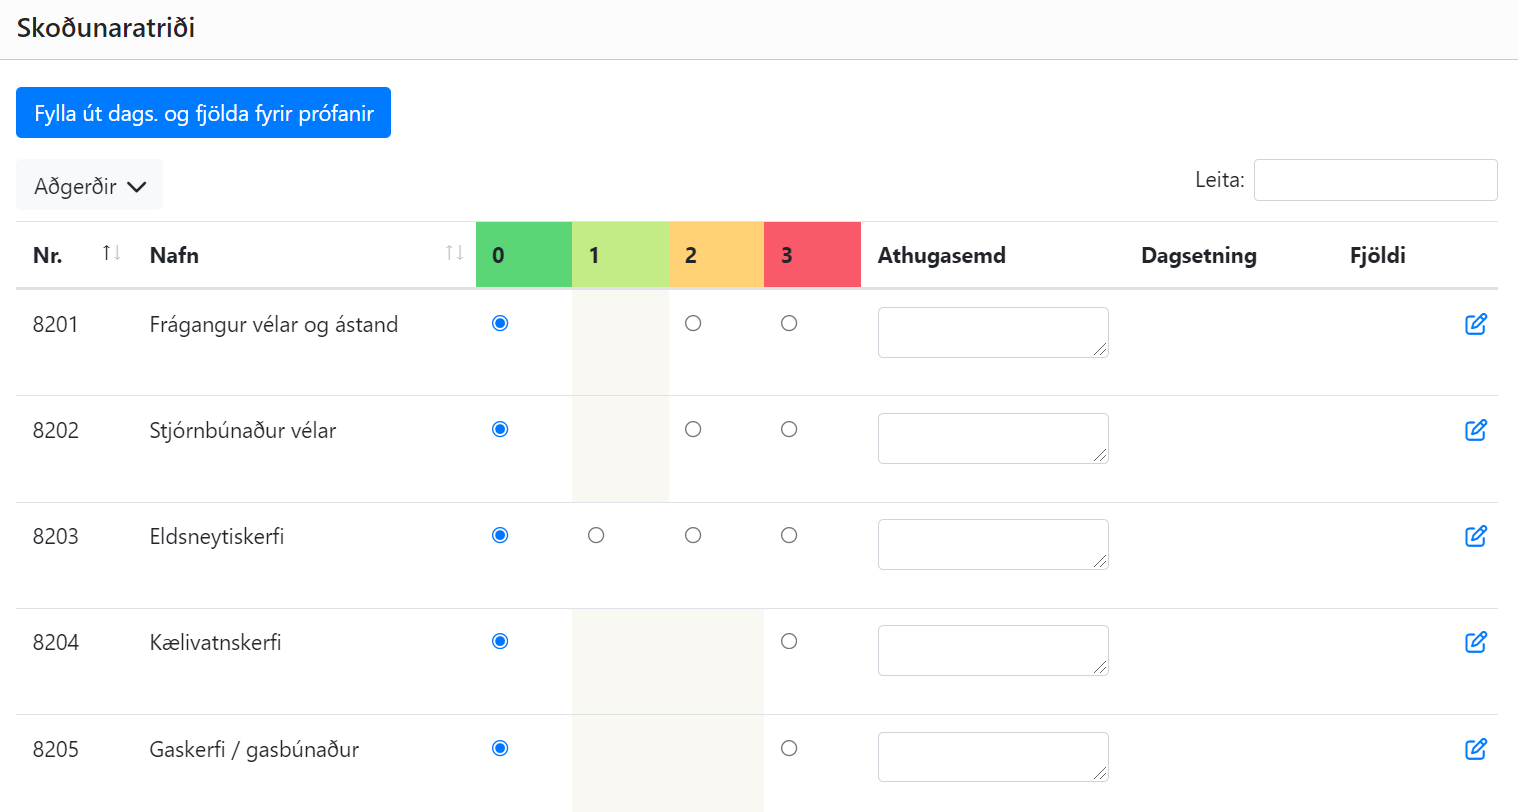 Skoðunaratriði
Fylla út dags. og fjölda fyrir prófanir
Aðgerðir
Leita:
Nr. Nafn 0 1 2 3 Athugasemd Dagsetning Fjöldi
8201 Frágangur vélar og ástand
8202 Stjórnbúnaður vélar
8203 Eldsneytiskerfi
8204 Kælivatnskerfi
8205 Gaskerfi / gasbúnaður